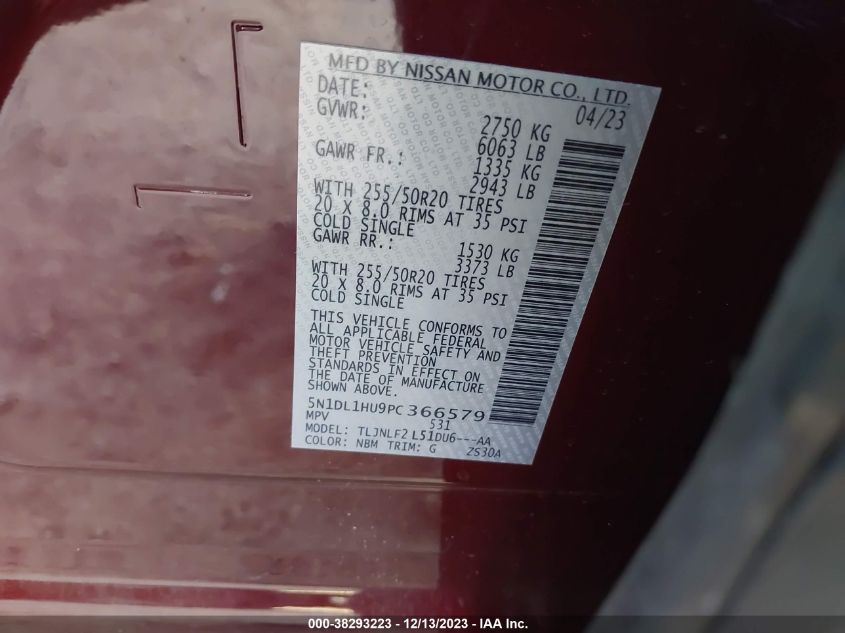 MFD BY NISSAN MOTOR CO., LTD.
DATE: 04/23
GVWR: 2750 KG
6063 LB
GAWR FR.: 1335 KG
2943 LB
WITH 255/50R20 TIRES
20 X 8.0 RIMS AT 35 PSI
COLD SINGLE
GAWR RR.: 1530 KG
3373 LB
WITH 255/50R20 TIRES
20 X 8.0 RIMS AT 35 PSI
COLD SINGLE
THIS VEHICLE CONFORMS TO
ALL APPLICABLE FEDERAL
MOTOR VEHICLE SAFETY AND
THEFT PREVENTION
STANDARDS IN EFFECT ON
THE DATE OF MANUFACTURE
SHOWN ABOVE.
5N1DL1HU9PC366579
MPV 531
MODEL: TLJNLF2 L51DU6---AA
COLOR: NBM TRIM: G 2S30A
000-38293223 - 12/13/2023 - IAA Inc.